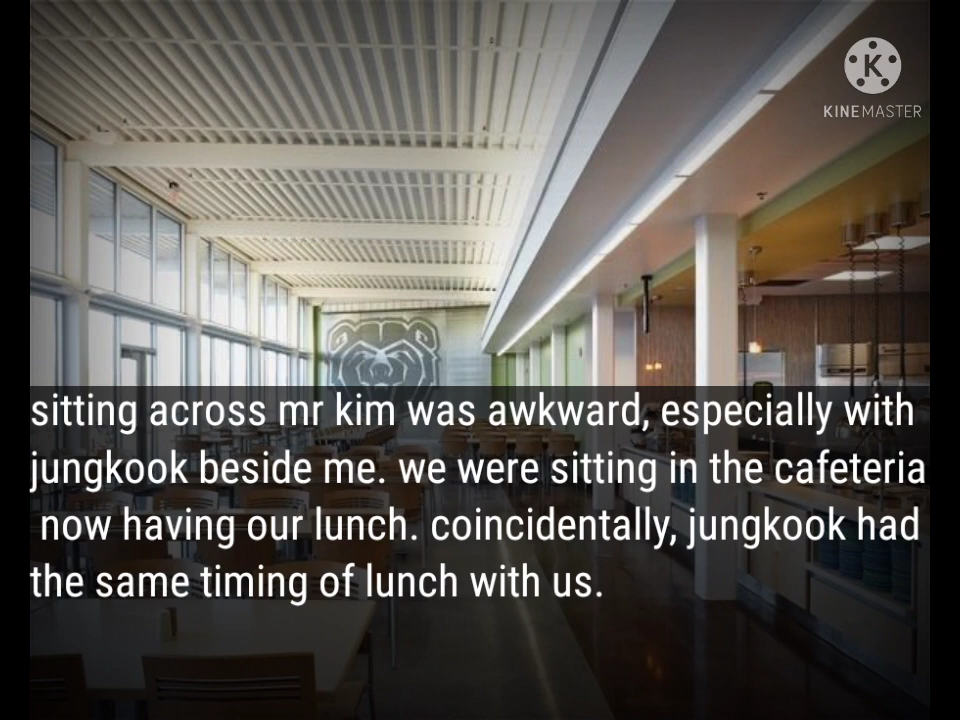 KINEMASTER
sitting across mr kim was awkward, especially with
jungkook beside me. we were sitting in the cafeteria
now having our lunch. coincidentally, jungkook had
the same timing of lunch with us.